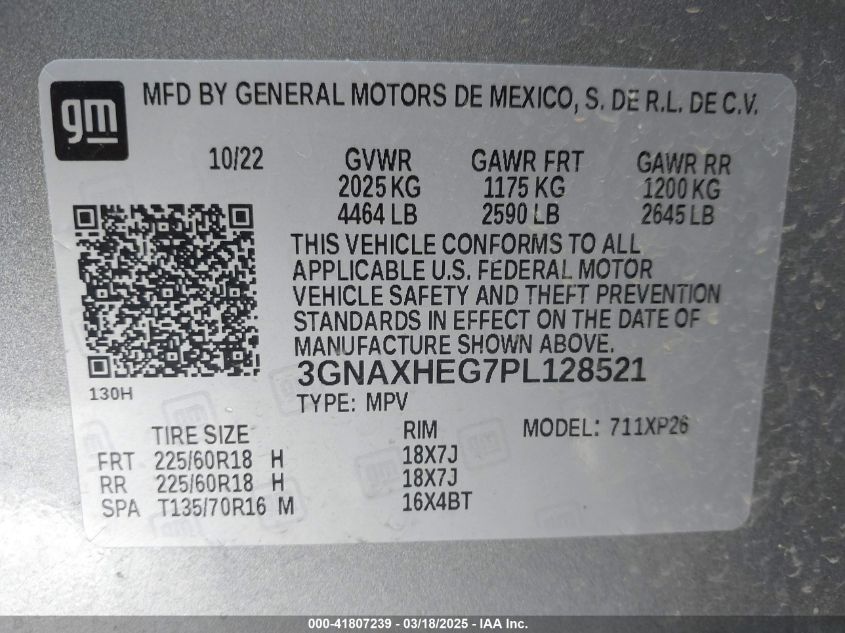 gm
MFD BY GENERAL MOTORS DE MEXICO, S. DE R.L. DE C.V.
10/22 GVWR GAWR FRT GAWR RR
2025 KG 1175 KG 1200 KG
4464 LB 2590 LB 2645 LB
THIS VEHICLE CONFORMS TO ALL
APPLICABLE U.S. FEDERAL MOTOR
VEHICLE SAFETY AND THEFT PREVENTION
STANDARDS IN EFFECT ON THE DATE OF
MANUFACTURE SHOWN ABOVE.
3GNAXHEG7PL128521
130H
TYPE: MPV
TIRE SIZE RIM MODEL: 711XP26
FRT 225/60R18 H 18X7J
RR 225/60R18 H 18X7J
SPA T135/70R16 M 16X4BT
000-41807239 - 03/18/2025 - IAA Inc.